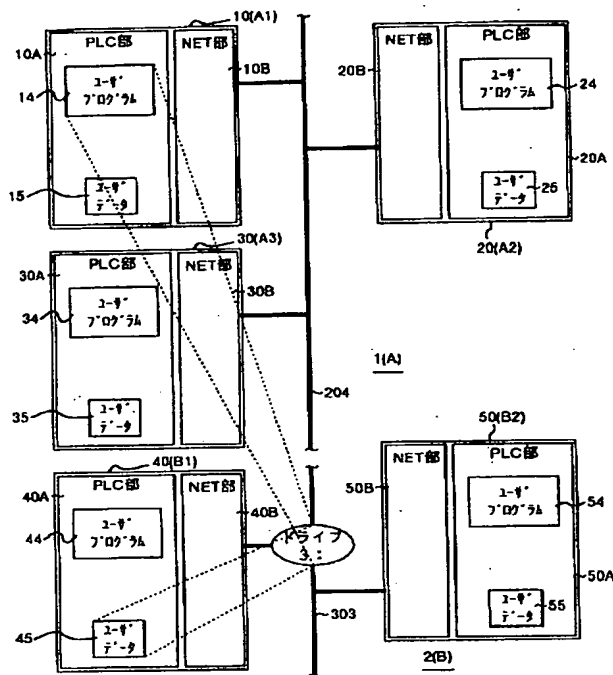 10(A1)
10A
PLC部
NET部
10B
14
ユーザ
プログラム
15
ユーザ
データ
20B
NET部
PLC部
24
ユーザ
プログラム
20A
25
ユーザ
データ
20(A2)
30(A3)
30A
PLC部
NET部
30B
34
ユーザ
プログラム
35
ユーザ
データ
204
1(A)
40(B1)
40A
PLC部
NET部
40B
44
ユーザ
プログラム
45
ユーザ
データ
ドライブ
303
50(B2)
50B
NET部
PLC部
54
ユーザ
プログラム
50A
55
ユーザ
データ
2(B)